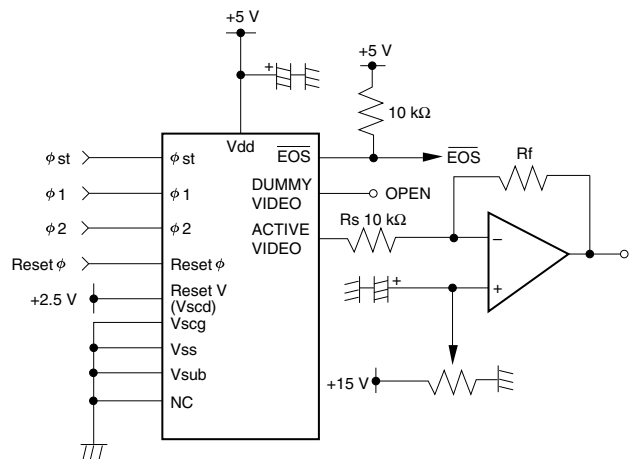 +5 V
+
+5 V
10 kΩ
Vdd
ϕ st
ϕ st
EOS
EOS
Rf
ϕ 1
ϕ 1
DUMMY
VIDEO
OPEN
ϕ 2
ϕ 2
ACTIVE
VIDEO
Rs 10 kΩ
−
Reset ϕ
Reset ϕ
+2.5 V
Reset V
(Vscd)
+
+
Vscg
Vss
Vsub
+15 V
NC